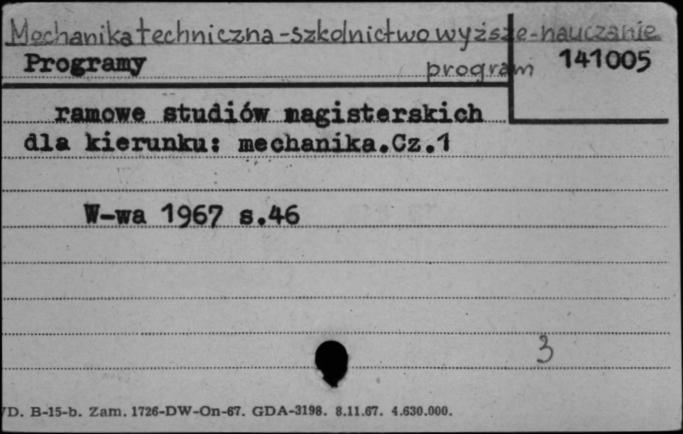 Mechanika techniczna - szkolnictwo wyższe - nauczanie
program
Programy
141005
ramowe studiów magisterskich
dla kierunku: mechanika.Cz.1
W-wa 1967 s.46
3
D. B-15-b. Zam. 1726-DW-On-67. GDA-3198. 8.11.67. 4.630.000.